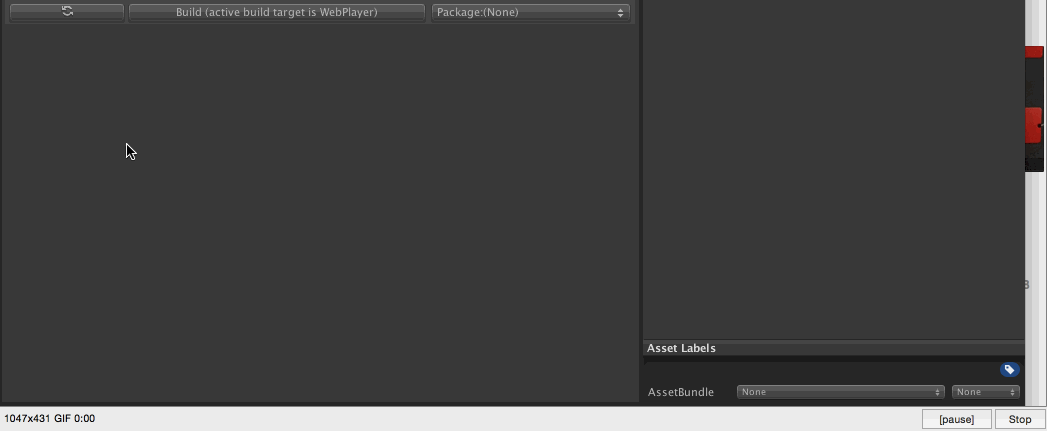 Build (active build target is WebPlayer)
Package:(None)
Asset Labels
AssetBundle
None
None
1047x431 GIF 0:00
[pause]
Stop